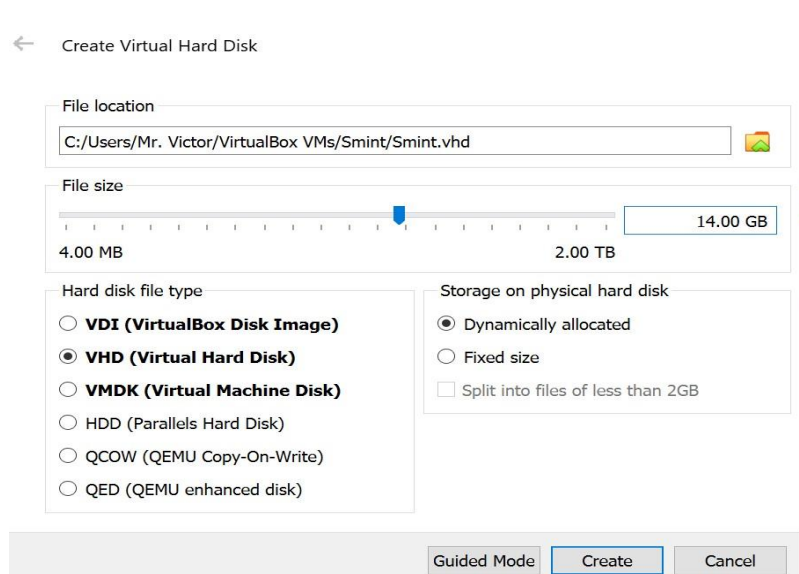 Create Virtual Hard Disk
File location
C:/Users/Mr. Victor/VirtualBox VMs/Smint/Smint.vhd
File size
14.00 GB
4.00 MB
2.00 TB
Hard disk file type
VDI (VirtualBox Disk Image)
VHD (Virtual Hard Disk)
VMDK (Virtual Machine Disk)
HDD (Parallels Hard Disk)
QCOW (QEMU Copy-On-Write)
QED (QEMU enhanced disk)
Storage on physical hard disk
Dynamically allocated
Fixed size
Split into files of less than 2GB
Guided Mode
Create
Cancel